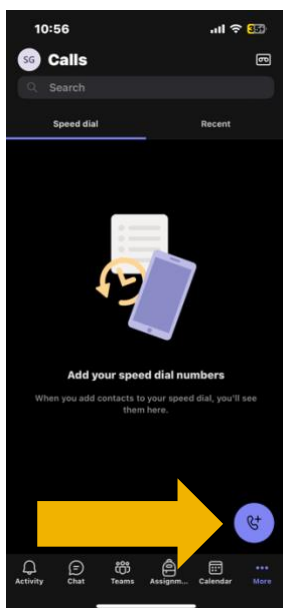 10:56
35
SG Calls
Search
Speed dial Recent
Add your speed dial numbers
When you add contacts to your speed dial, you'll see
them here.
Activity Chat Teams Assignm... Calendar More